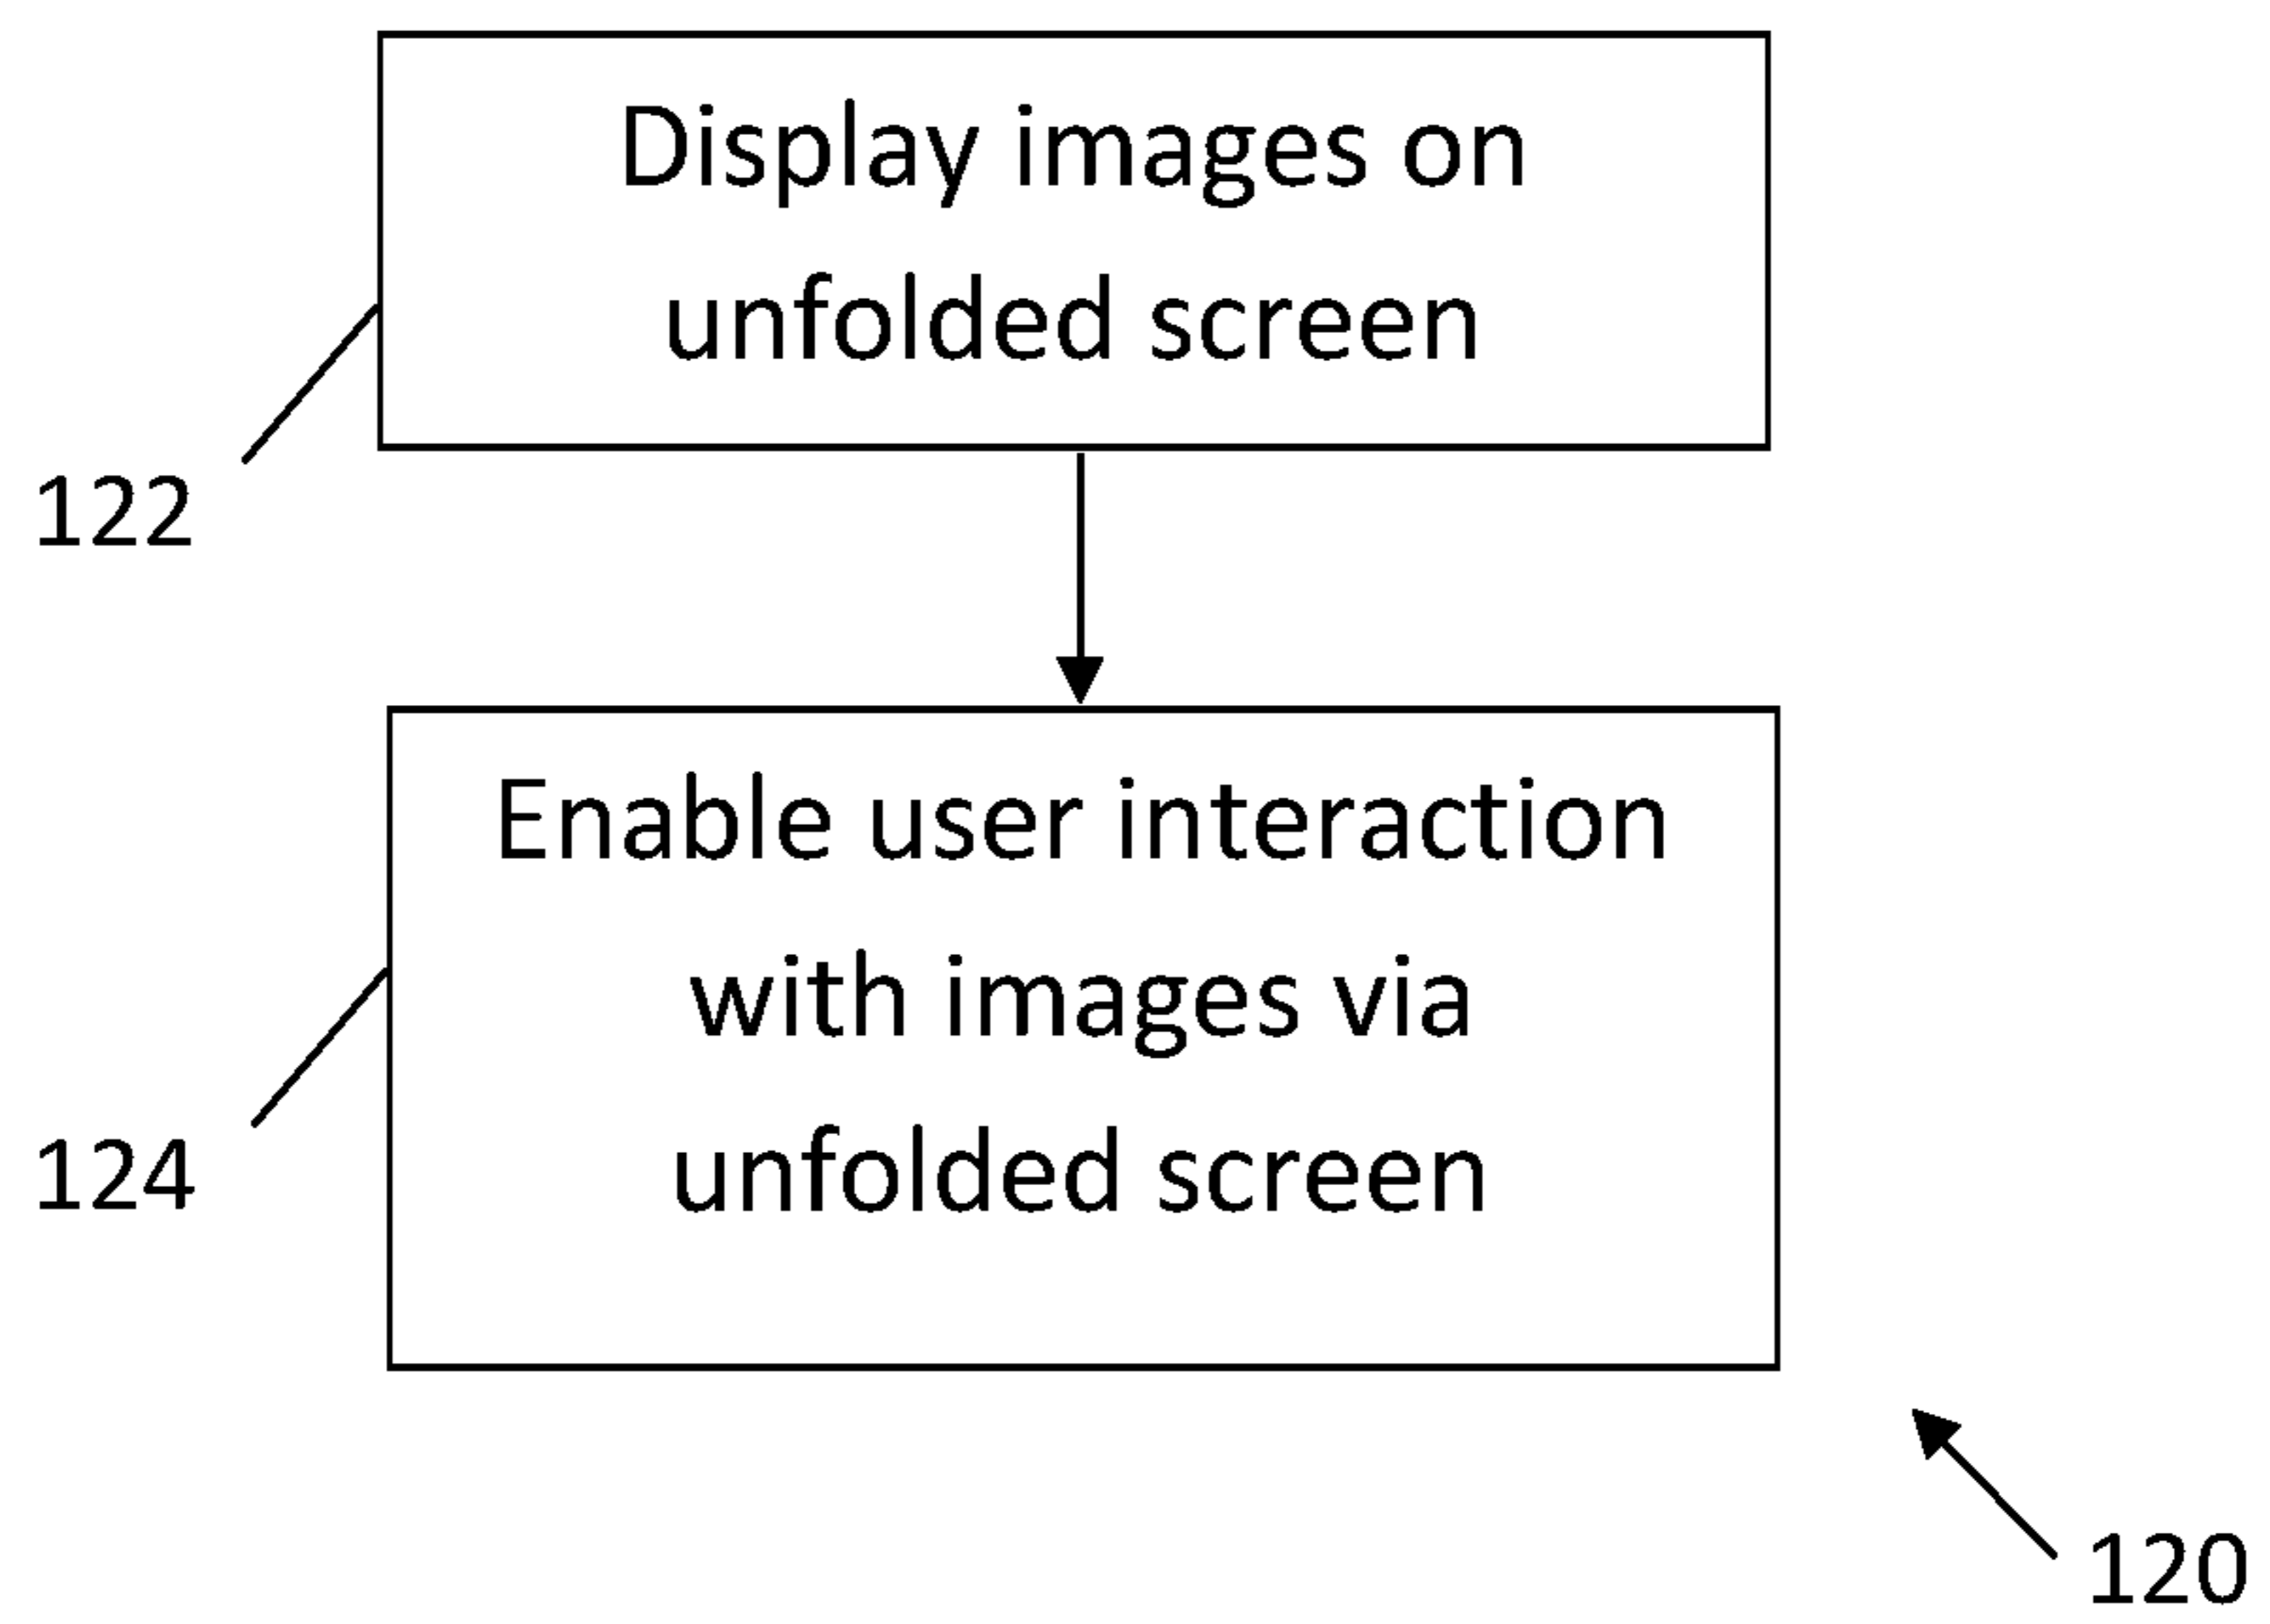 Display images on
unfolded screen
122
Enable user interaction
with images via
unfolded screen
124
120